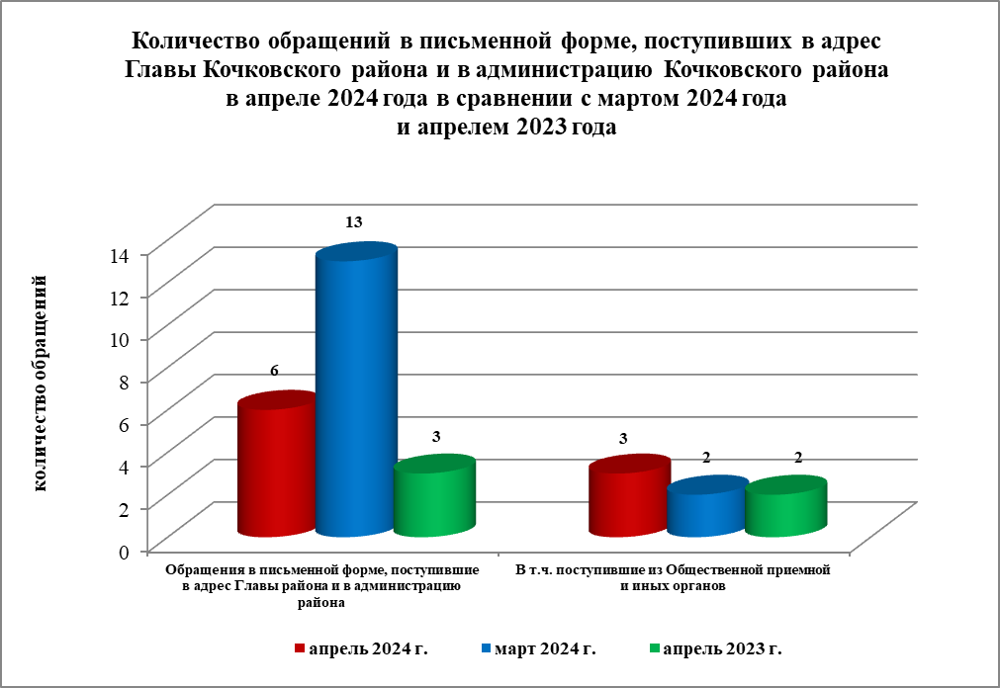 Количество обращений в письменной форме, поступивших в адрес
Главы Кочковского района и в администрацию Кочковского района
в апреле 2024 года в сравнении с мартом 2024 года
и апрелем 2023 года
количество обращений
14
12
10
8
6
4
2
0
6
13
3
3
2
2
Обращения в письменной форме, поступившие
в адрес Главы района и в администрацию
района
В т.ч. поступившие из Общественной приемной
и иных органов
апрель 2024 г.
март 2024 г.
апрель 2023 г.